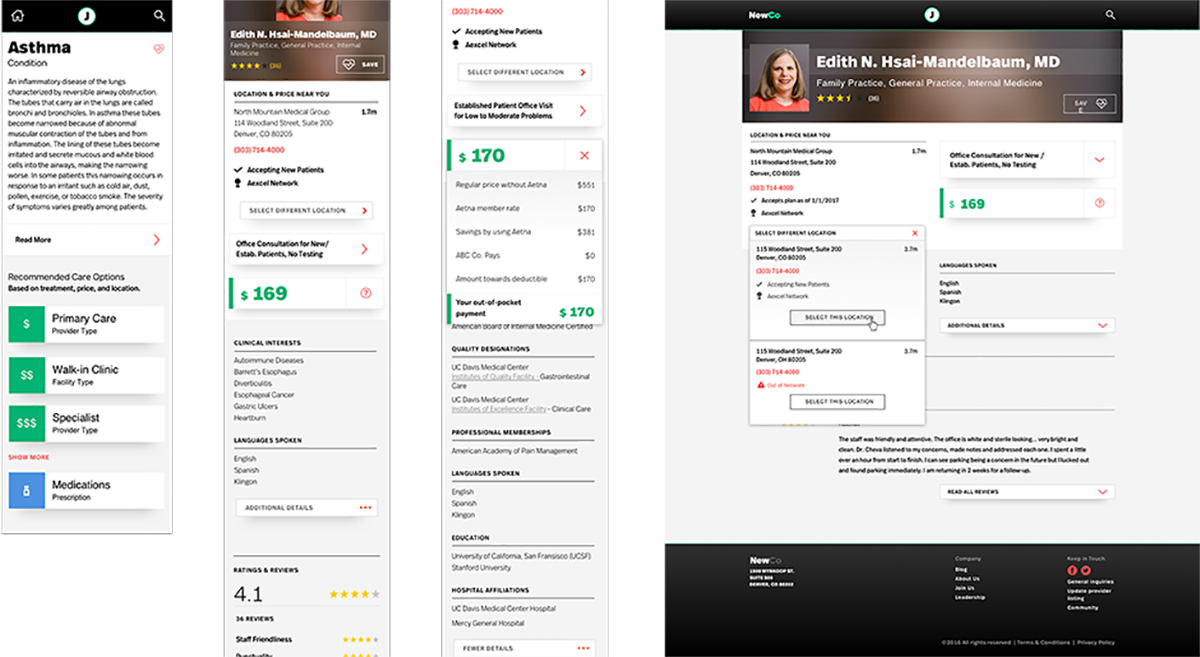 J
Asthma
Condition
An inflammatory disease of the lungs
characterized by reversible airway obstruction.
The tubes that carry air in the lungs are called
bronchi and bronchioles. In asthma these tubes
become narrowed because of abnormal
muscular contraction of the tubes and from
inflammation. The lining of these tubes become
irritated and secrete mucous and white blood
cells into the airways, making the narrowing
worse. In some patients this narrowing occurs in
response to an irritant such as cold air, dust,
pollen, exercise, or tobacco smoke. The severity
of symptoms varies greatly among patients.
Read More
Recommended Care Options
Based on treatment, price, and location.
$
Primary Care
Provider Type
$$
Walk-in Clinic
Facility Type
$$$
Specialist
Provider Type
SHOW MORE
Medications
Prescription
Edith N. Hsai-Mandelbaum, MD
Family Practice, General Practice, Internal
Medicine
(36)
SAVE
LOCATION & PRICE NEAR YOU
North Mountain Medical Group 1.7m
114 Woodland Street, Suite 200
Denver, CO 80205
(303)714-4000
Accepting New Patients
Aexcel Network
SELECT DIFFERENT LOCATION
Office Consultation for New/
Estab. Patients, No Testing
$ 169
CLINICAL INTERESTS
Autommune Diseases
Barrett's Esophagus
Diverticulitis
Esophageal Cancer
Gastric Ulcers
Heartburn
LANGUAGES SPOKEN
English
Spanish
Klingon
ADDITIONAL DETAILS
RATINGS & REVIEWS
4.1
36 REVIEWS
Staff Friendliness
Punctuality
(303)714-4000
Accepting New Patients
Aexcel Network
SELECT DIFFERENT LOCATION
Established Patient Office Visit
for Low to Moderate Problems
$ 170
Regular price without Aetna $551
Aetna member rate $170
Savings by using Aetna $381
ABC Co. Pays $0
Amount towards deductible $170
Your out-of-pocket
payment $ 170
American Board of Internal Medicine Certified
QUALITY DESIGNATIONS
UC Davis Medical Center
Institutes of Quality Facility - Gastrointestinal
Care
UC Davis Medical Center
Institutes of Excellence Facility - Clinical Care
PROFESSIONAL MEMBERSHIPS
American Academy of Pain Management
LANGUAGES SPOKEN
English
Spanish
Klingon
EDUCATION
University of California, San Fransisco (UCSF)
Stanford University
HOSPITAL AFFILIATIONS
UC Davis Medical Center Hospital
Mercy General Hospital
FEWER DETAILS
NewCo
J
Edith N. Hsai-Mandelbaum, MD
Family Practice, General Practice, Internal Medicine
(36)
SAV
E
LOCATION & PRICE NEAR YOU
North Mountain Medical Group 1.7m
114 Woodland Street, Suite 200
Denver, CO 80205
(303)714-4000
Accepts plan as of 1/1/2017
Aexcel Network
Office Consultation for New /
Estab. Patients, No Testing
$ 169
SELECT DIFFERENT LOCATION
115 Woodland Street, Suite 200 3.7m
Denver, CO 80205
(303)714-4000
Accepting New Patients
Aexcel Network
SELECT THIS LOCATION
115 Woodland Street, Suite 200 3.7m
Denver, OH 80205
(303)714-4000
Out of Network
SELECT THIS LOCATION
LANGUAGES SPOKEN
English
Spanish
Klingon
ADDITIONAL DETAILS
The staff was friendly and attentive. The office is white and sterile looking... very bright and
clean. Dr. Cheva listened to my concerns, made notes and addressed each one. I spent a little
over an hour from start to finish. I can see parking being a concern in the future but I lucked out
and found parking immediately. I am returning in 2 weeks for a follow-up.
READ ALL REVIEWS
NewCo
1300 WYNKOOP ST.
SUITE 500
DENVER, CO 80202
Company
Blog
About Us
Join Us
Leadership
Keep in Touch
General inquiries
Update provider
listing
Community
©2016 All rights reserved | Terms & Conditions | Privacy Policy